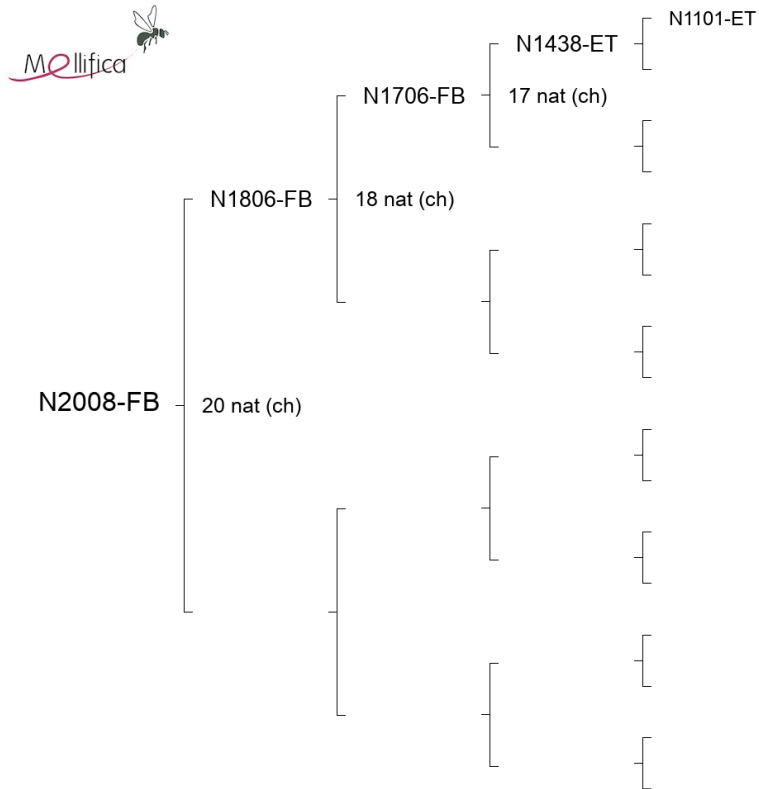 Mellifica
N1101-ET
N1438-ET
N1706-FB
17 nat (ch)
N1806-FB
18 nat (ch)
N2008-FB
20 nat (ch)